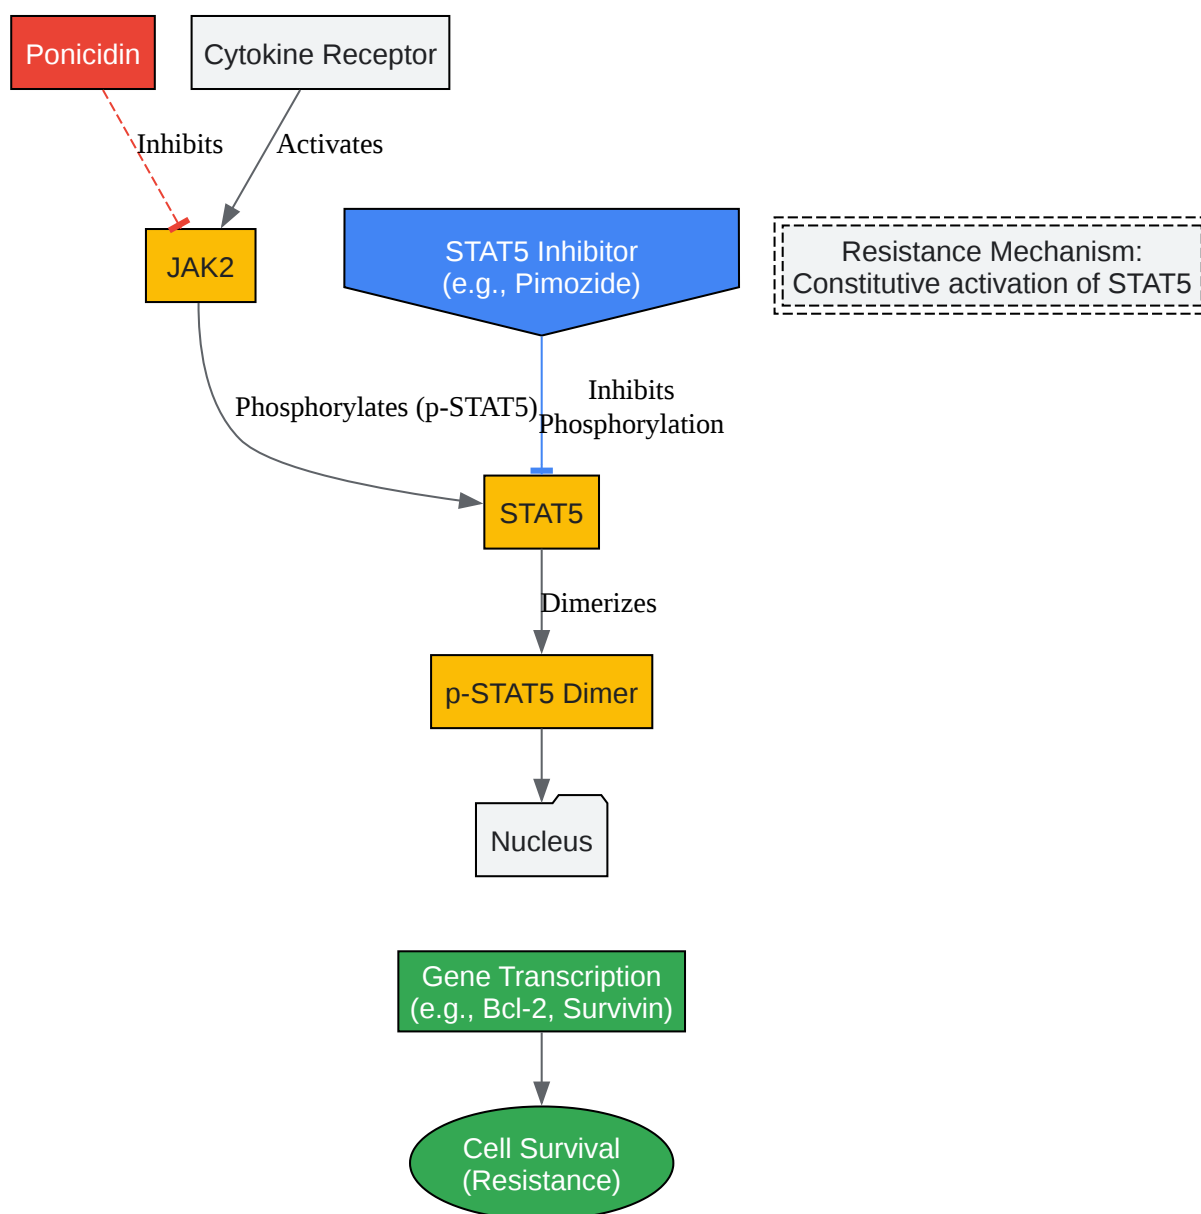 Ponicidin
Cytokine Receptor
Inhibits
Activates
JAK2
STAT5 Inhibitor
(e.g., Pimozide)
Resistance Mechanism:
Constitutive activation of STAT5
Phosphorylates (p-STAT5)
Inhibits
Phosphorylation
STAT5
Dimerizes
p-STAT5 Dimer
Nucleus
Gene Transcription
(e.g., Bcl-2, Survivin)
Cell Survival
(Resistance)